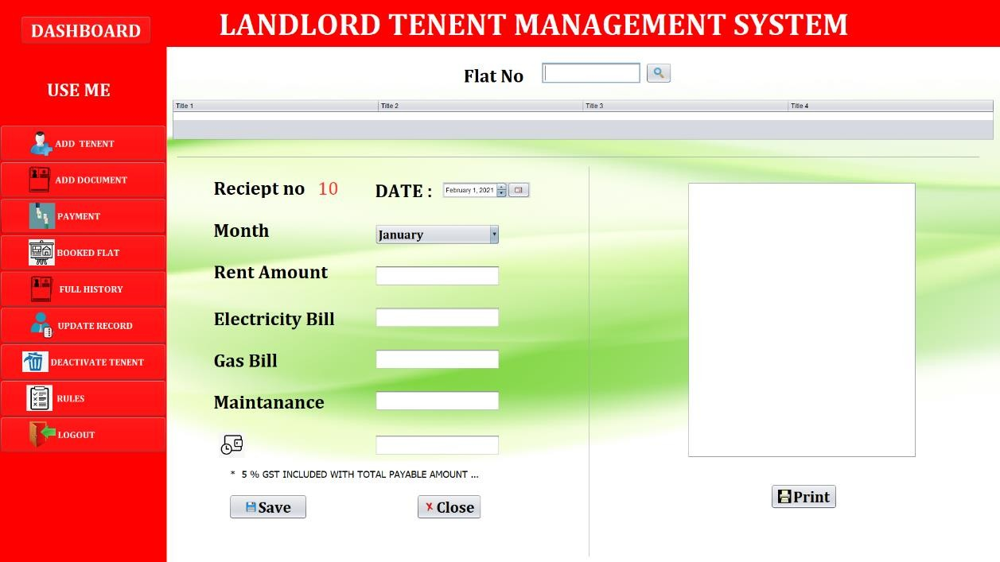 DASHBOARD
LANDLORD TENENT MANAGEMENT SYSTEM
USE ME
ADD TENENT
ADD DOCUMENT
PAYMENT
BOOKED FLAT
FULL HISTORY
UPDATE RECORD
DEACTIVATE TENENT
RULES
LOGOUT
Flat No
Title 1 Title 2 Title 3 Title 4
Reciept no 10 DATE : February 1, 2021
Month January
Rent Amount
Electricity Bill
Gas Bill
Maintanance
* 5 % GST INCLUDED WITH TOTAL PAYABLE AMOUNT ...
Save Close
Print